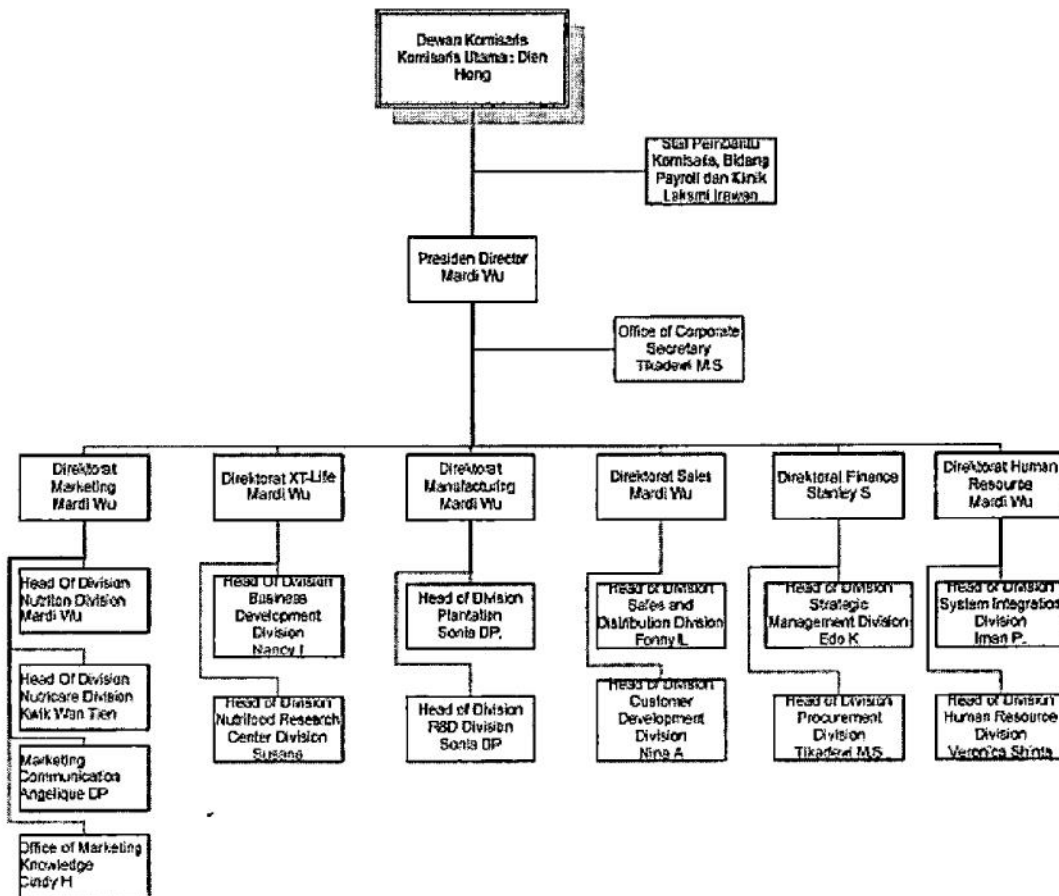 Dewan Komisaris
Komisaris Utama : Dien
Hong
Staf Pembantu
Komisaris, Bidang
Payroll dan Klinik
Laksmi Irawan
Presiden Director
Mardi Wu
Office of Corporate
Secretary
Tikadewi M.S
Direktorat
Marketing
Mardi Wu
Direktorat XT-Life
Mardi Wu
Direktorat
Manufacturing
Mardi Wu
Direktorat Sales
Mardi Wu
Direktorat Finance
Stanley S
Direktorat Human
Resource
Mardi Wu
Head Of Division
Nutrition Division
Mardi Wu
Head Of Division
Business
Development
Division
Nancy
Head of Division
Plantation
Sonia DP.
Head of Division
Sales and
Distribution Division
Fonny L
Head of Division
Strategic
Management Division
Edo K
Head of Division
System Integration
Division
Iman P.
Head Of Division
Nutricare Division
Kwik Wan Tien
Head of Division
Nutrifood Research
Center Division
Susana
Head of Division
R&D Division
Sonia DP
Head of Division
Customer
Development
Division
Nina A
Head of Division
Procurement
Division
Tikadewi M.S
Head of Division
Human Resource
Division
Veronica Shinta
Marketing
Communication
Angelique DP
Office of Marketing
Knowledge
Cindy H